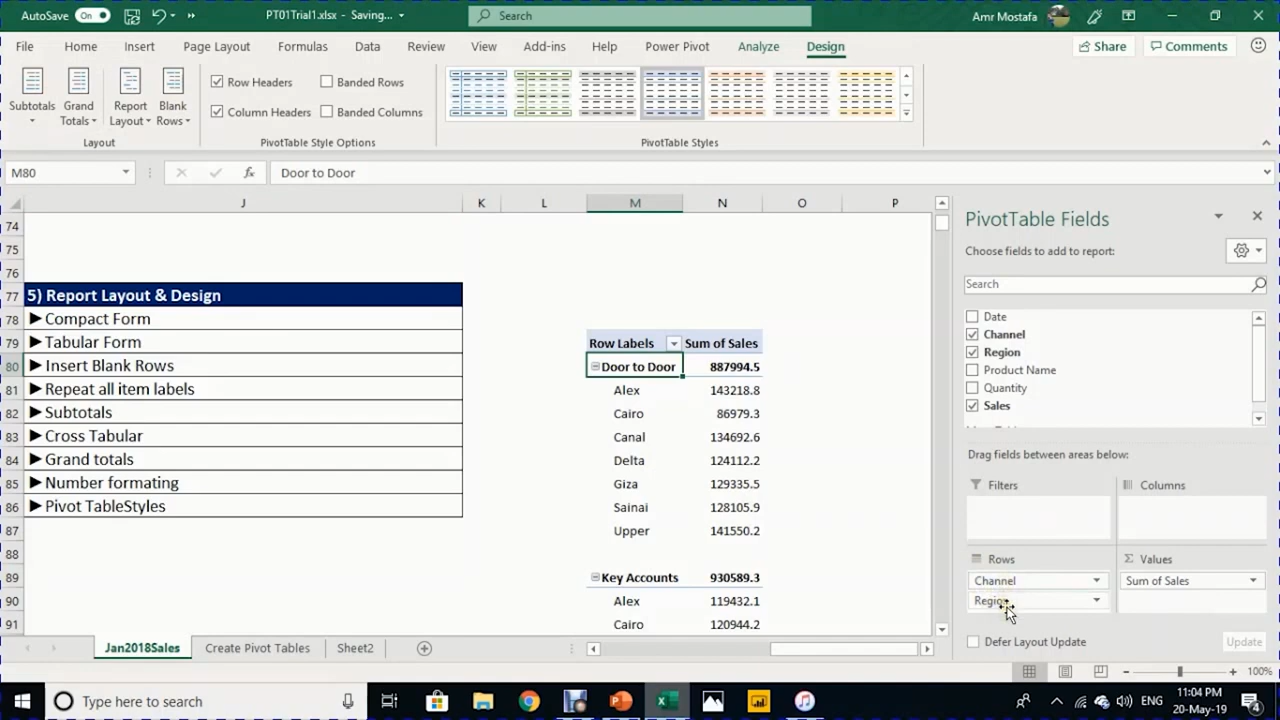 AutoSave On PT01Trial1.xlsx - Saving... Search Amr Mostafa
File Home Insert Page Layout Formulas Data Review View Add-ins Help Power Pivot Analyze Design Share Comments
Subtotals Grand Totals Report Layout Blank Rows
Row Headers Banded Rows
Column Headers Banded Columns
Layout PivotTable Style Options PivotTable Styles
M80 fx Door to Door
J K L M N O P
74
75
76
77 5) Report Layout & Design
78 ►Compact Form
79 ►Tabular Form Row Labels Sum of Sales
80 ►Insert Blank Rows Door to Door 887994.5
81 ►Repeat all item labels Alex 143218.8
82 ►Subtotals Cairo 86979.3
83 ►Cross Tabular Canal 134692.6
84 ►Grand totals Delta 124112.2
85 ►Number formating Giza 129335.5
86 ►Pivot TableStyles Sainai 128105.9
87 Upper 141550.2
88
89 Key Accounts 930589.3
90 Alex 119432.1
91 Cairo 120944.2
PivotTable Fields
Choose fields to add to report:
Search
Date
Channel
Region
Product Name
Quantity
Sales
Drag fields between areas below:
Filters Columns
Rows Σ Values
Channel Sum of Sales
Region
Defer Layout Update Update
Jan2018Sales Create Pivot Tables Sheet2
100%
Type here to search
ENG
11:04 PM
20-May-19
4